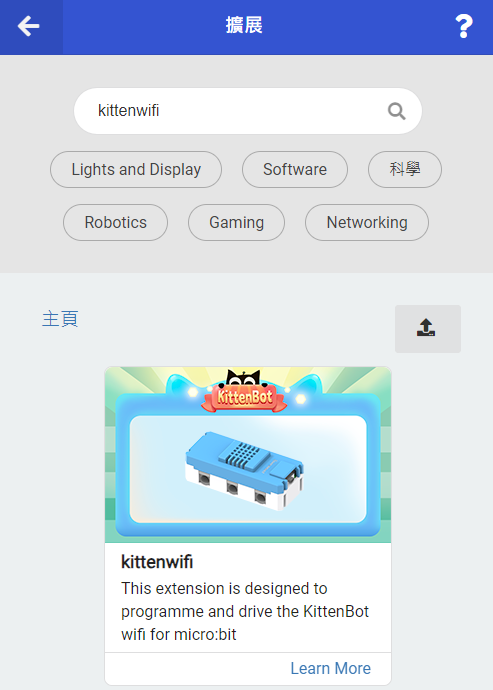 擴展
?
kittenwifi
Lights and Display
Software
科學
Robotics
Gaming
Networking
主頁
KittenBot
kittenwifi
This extension is designed to
programme and drive the KittenBot
wifi for micro:bit
Learn More